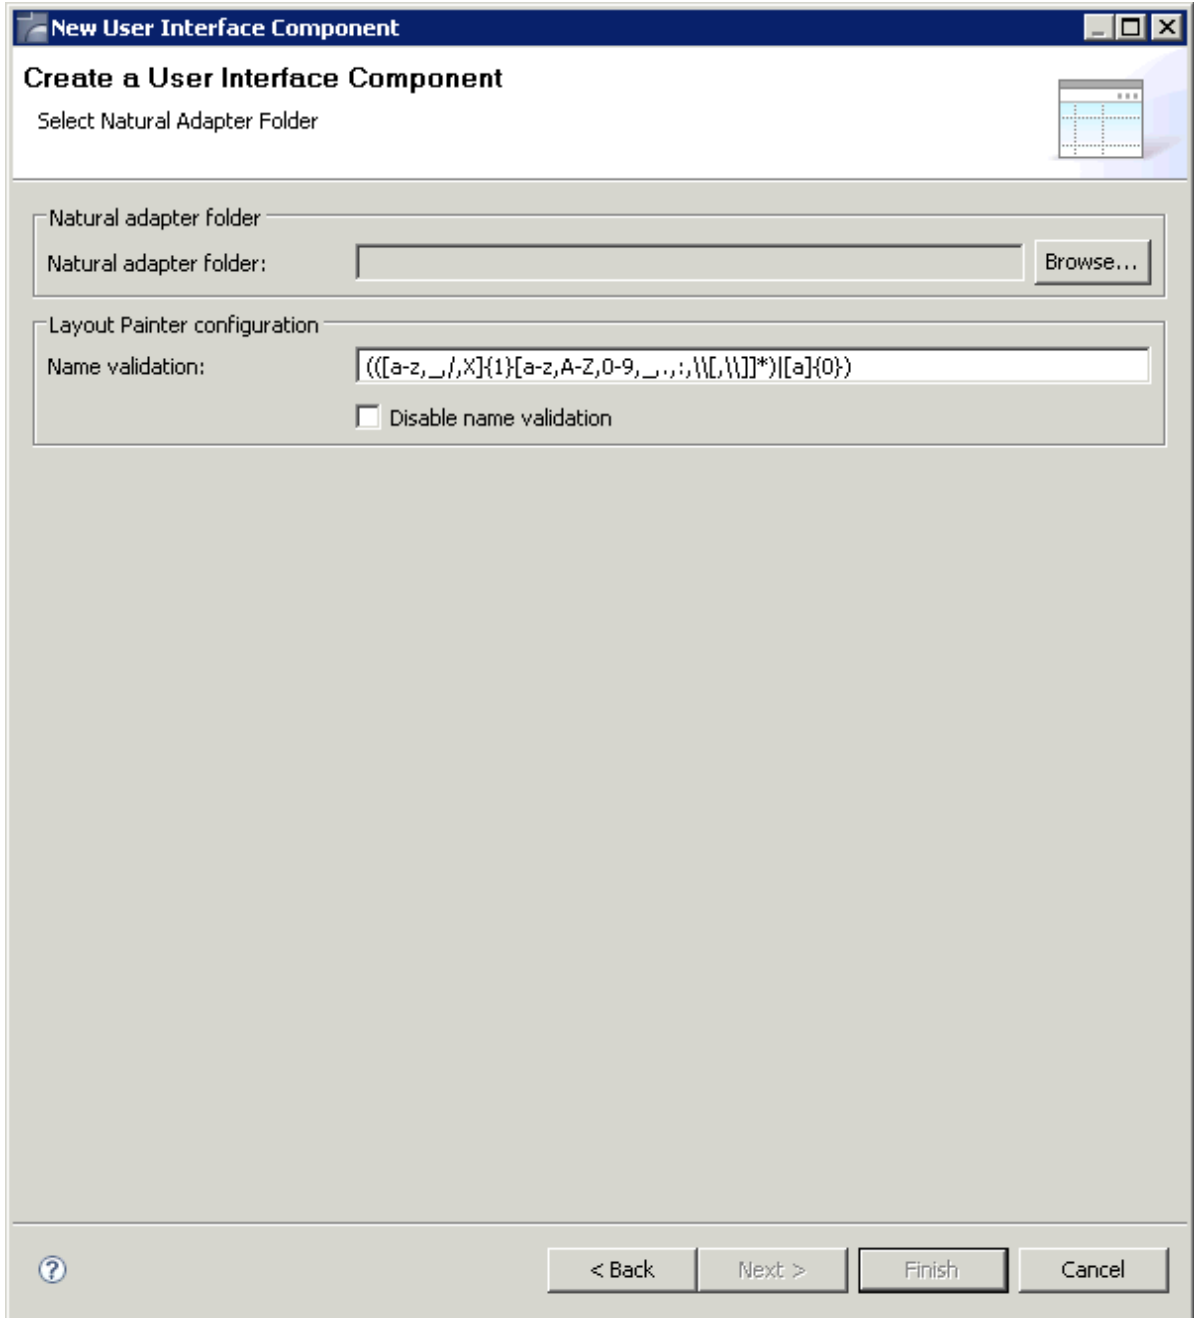 New User Interface Component
Create a User Interface Component
Select Natural Adapter Folder
Natural adapter folder
Natural adapter folder:
Browse...
Layout Painter configuration
Name validation:
(([a-z,_,/,X]{1}[a-z,A-Z,0-9,_,.,:,\\[,\\]]*)|[a]{0})
Disable name validation
?
< Back
Next >
Finish
Cancel